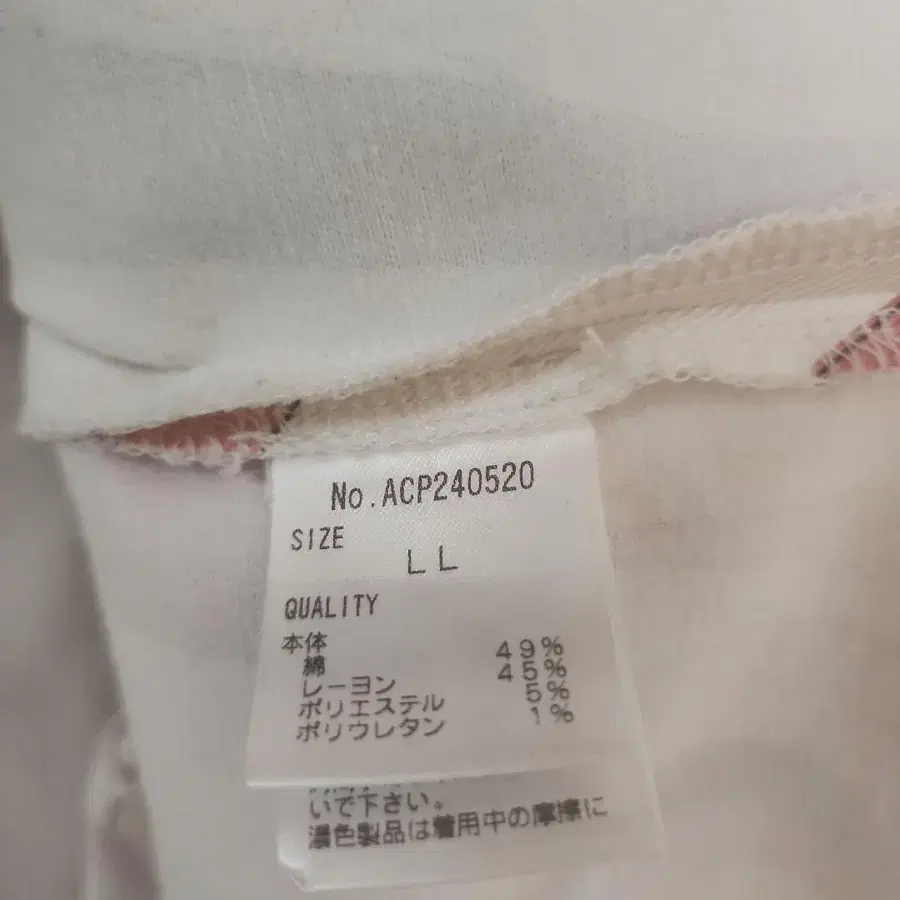 No.ACP240520
SIZE
LL
QUALITY
本体
綿 49%
レーヨン 45%
ポリエステル 5%
ポリウレタン 1%
いで下さい。
濃色製品は着用中の摩擦に